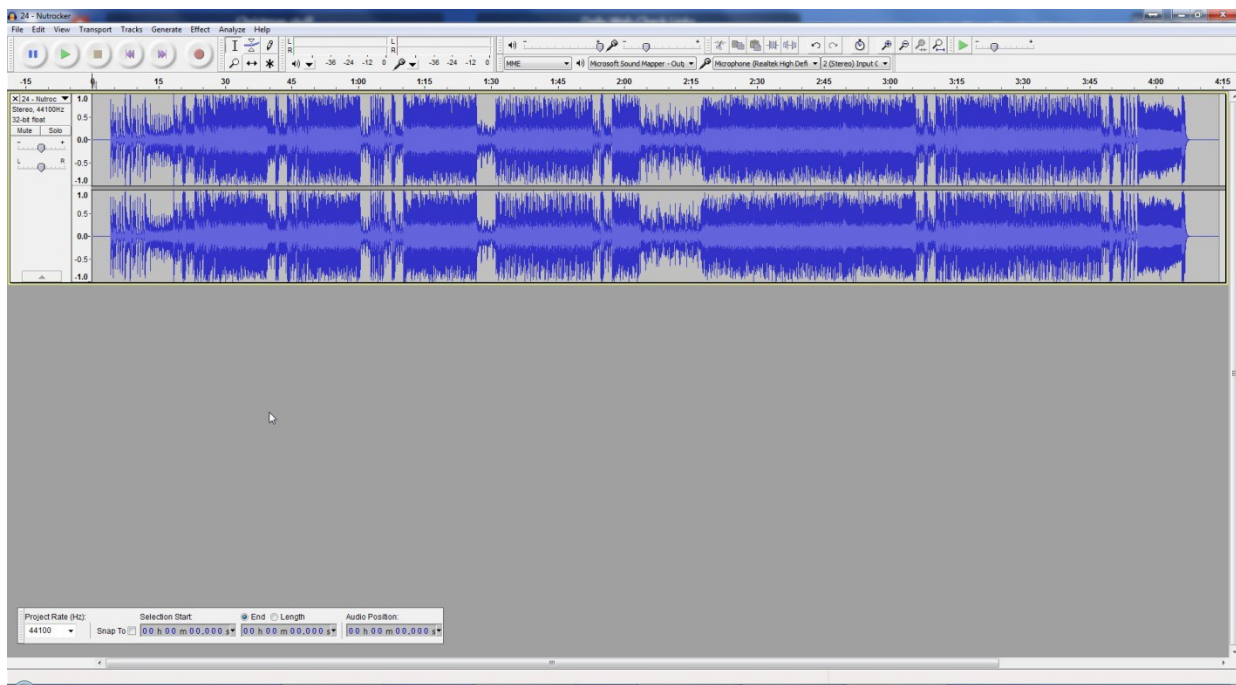 24 - Nutrocker
File Edit View Transport Tracks Generate Effect Analyze Help
L R L R
-36 -24 -12 0 -36 -24 -12 0
MME Microsoft Sound Mapper - Outp Microphone (Realtek High Defi 2 (Stereo) Input C
-15 0 15 30 45 1:00 1:15 1:30 1:45 2:00 2:15 2:30 2:45 3:00 3:15 3:30 3:45 4:00 4:15
X 24 - Nutroc
Stereo, 44100Hz
32-bit float
Mute Solo
- +
L R
1.0
0.5
0.0
-0.5
-1.0
1.0
0.5
0.0
-0.5
-1.0
Project Rate (Hz): Selection Start: End Length Audio Position:
44100 Snap To 00 h 00 m 00.000 s 00 h 00 m 00.000 s 00 h 00 m 00.000 s